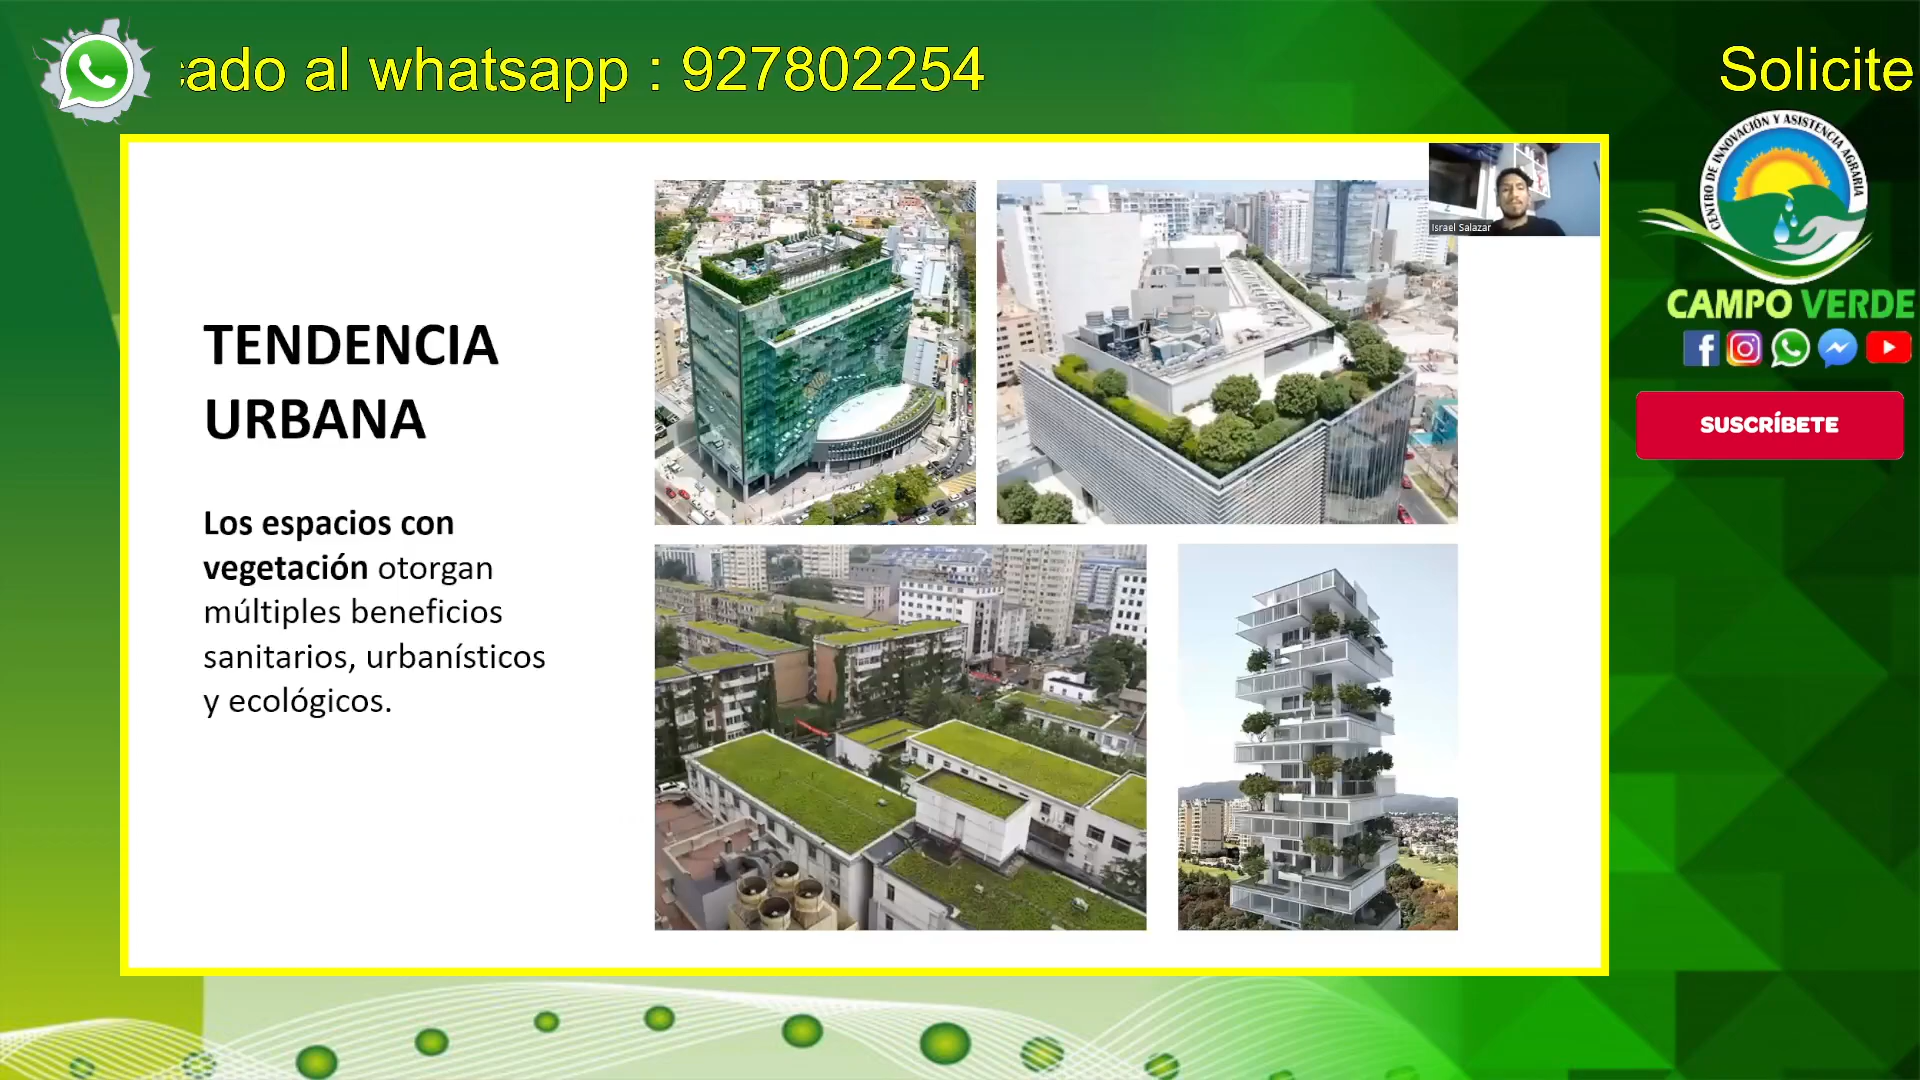 ado al whatsapp : 927802254
Solicite
CENTRO DE INNOVACIÓN Y ASISTENCIA AGRARIA
CAMPO VERDE
SUSCRÍBETE
Israel Salazar
TENDENCIA
URBANA
Los espacios con
vegetación otorgan
múltiples beneficios
sanitarios, urbanísticos
y ecológicos.